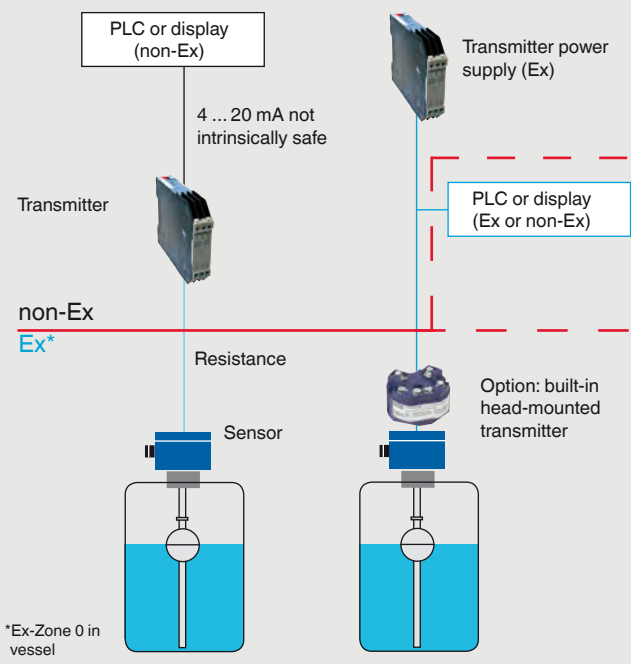 PLC or display
(non-Ex)
Transmitter power
supply (Ex)
4 ... 20 mA not
intrinsically safe
Transmitter
PLC or display
(Ex or non-Ex)
non-Ex
Ex*
Resistance
Option: built-in
head-mounted
transmitter
Sensor
*Ex-Zone 0 in
vessel